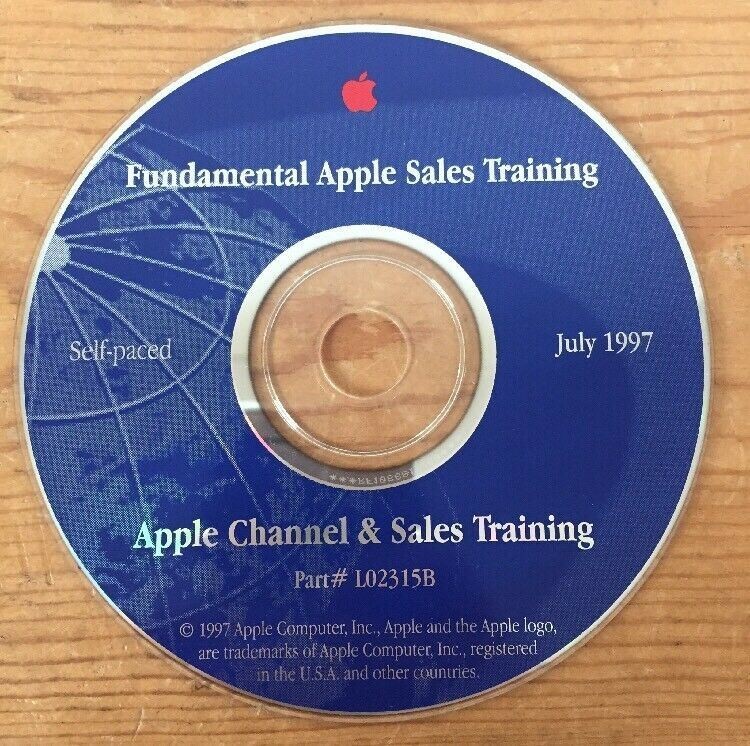 Fundamental Apple Sales Training
Self-paced
July 1997
Apple Channel & Sales Training
Part# L02315B
© 1997 Apple Computer, Inc., Apple and the Apple logo,
are trademarks of Apple Computer, Inc., registered
in the U.S.A. and other countries.